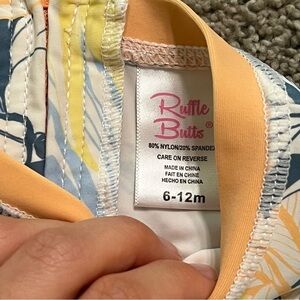 Ruffle
Butts®
80% NYLON/20% SPANDEX
CARE ON REVERSE
MADE IN CHINA
FAIT EN CHINE
HECHO EN CHINA
6-12m